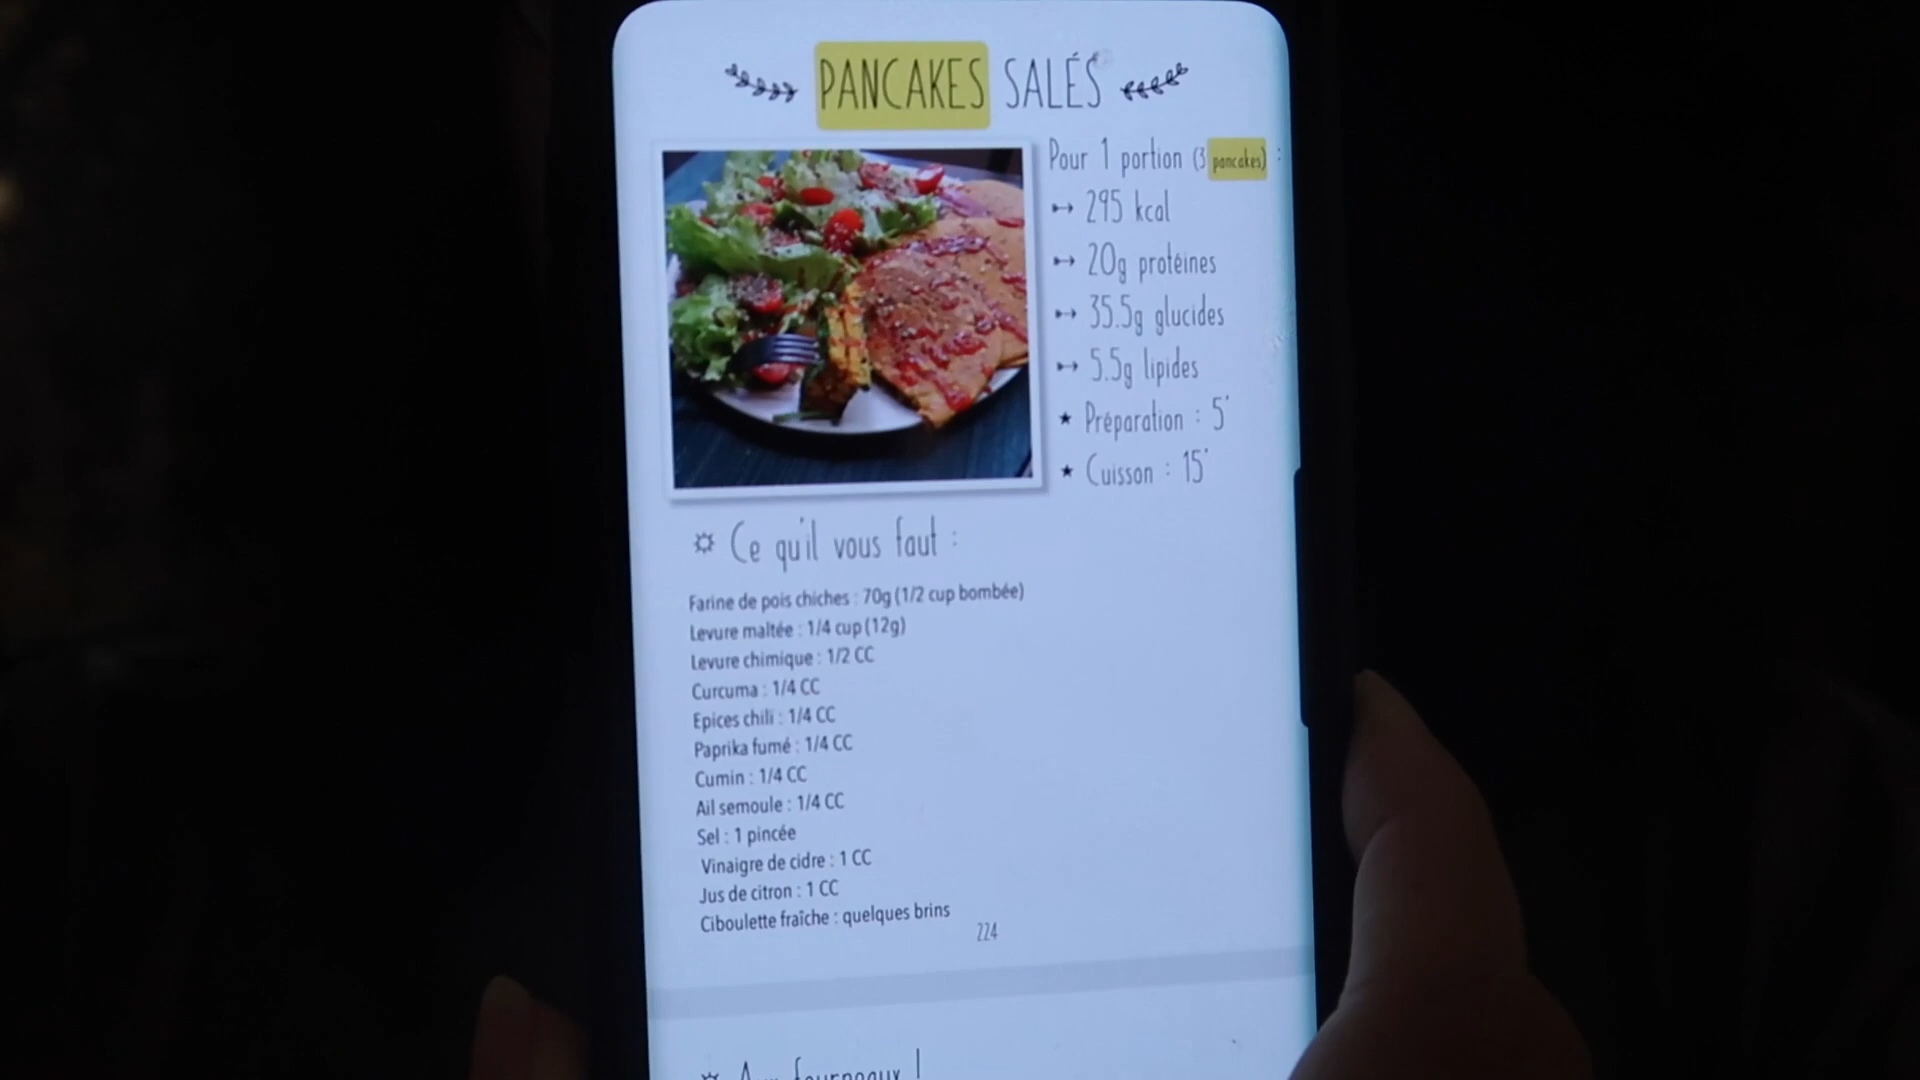 PANCAKES SALÉS
Pour 1 portion (3 pancakes) :
295 kcal
20g protéines
35.5g glucides
5.5g lipides
★ Préparation : 5'
★ Cuisson : 15'
Ce qu'il vous faut :
Farine de pois chiches : 70g (1/2 cup bombée)
Levure maltée : 1/4 cup (12g)
Levure chimique : 1/2 CC
Curcuma : 1/4 CC
Epices chili : 1/4 CC
Paprika fumé : 1/4 CC
Cumin : 1/4 CC
Ail semoule : 1/4 CC
Sel : 1 pincée
Vinaigre de cidre : 1 CC
Jus de citron : 1 CC
Ciboulette fraîche : quelques brins
224
Aux fourneaux !